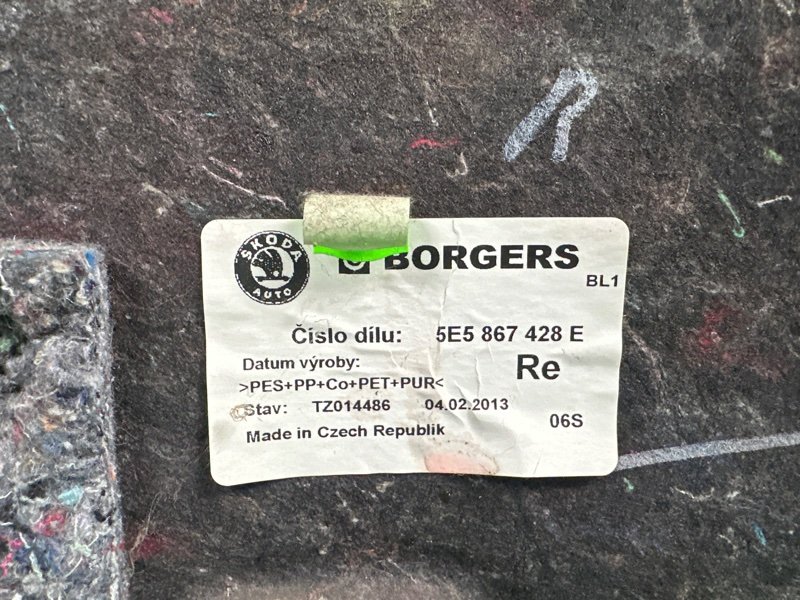 R
ŠKODA
AUTO
BORGERS
BL1
Číslo dílu: 5E5 867 428 E
Datum výroby:
Re
>PES+PP+Co+PET+PUR<
Stav: TZ014486 04.02.2013
06S
Made in Czech Republik